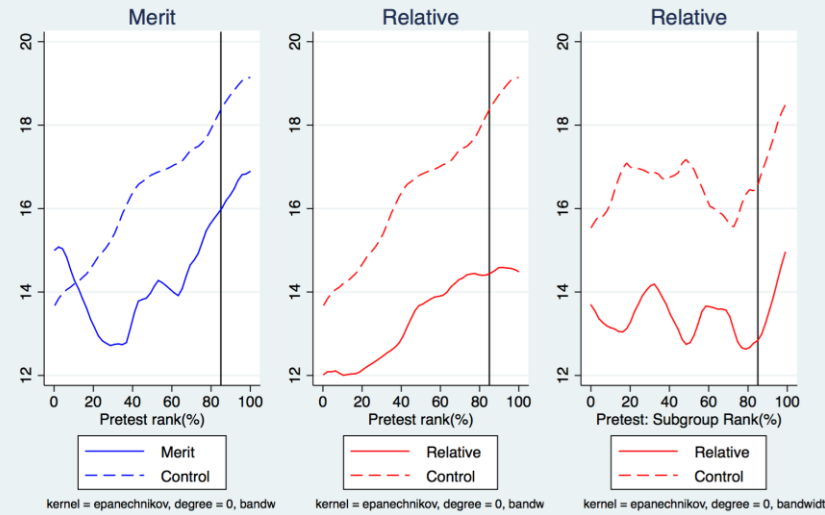 Merit
20
18
16
14
12
0 20 40 60 80 100
Pretest rank(%)
Merit
Control
kernel = epanechnikov, degree = 0, bandw
Relative
20
18
16
14
12
0 20 40 60 80 100
Pretest rank(%)
Relative
Control
kernel = epanechnikov, degree = 0, bandw
Relative
20
18
16
14
12
0 20 40 60 80 100
Pretest: Subgroup Rank(%)
Relative
Control
kernel = epanechnikov, degree = 0, bandwidt